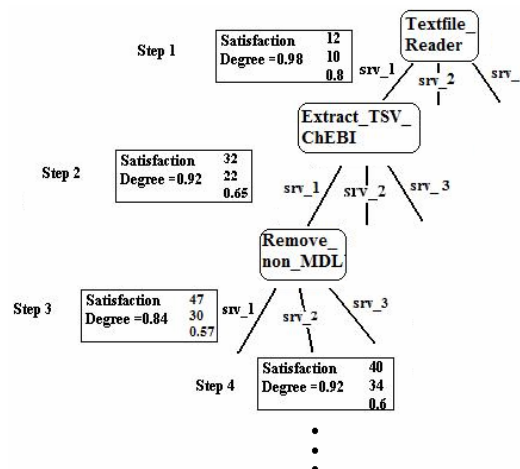 Textfile_
Reader
Step 1
Satisfaction 12
Degree =0.98 10
0.8
srv_1
srv_2
srv_
Extract_TSV_
ChEBI
Step 2
Satisfaction 32
Degree =0.92 22
0.65
srv_1
srv_2
srv_3
Remove_
non_MDL
Step 3
Satisfaction 47
Degree =0.84 30
0.57
srv_1
srv_2
srv_3
Step 4
Satisfaction 40
Degree =0.92 34
0.6